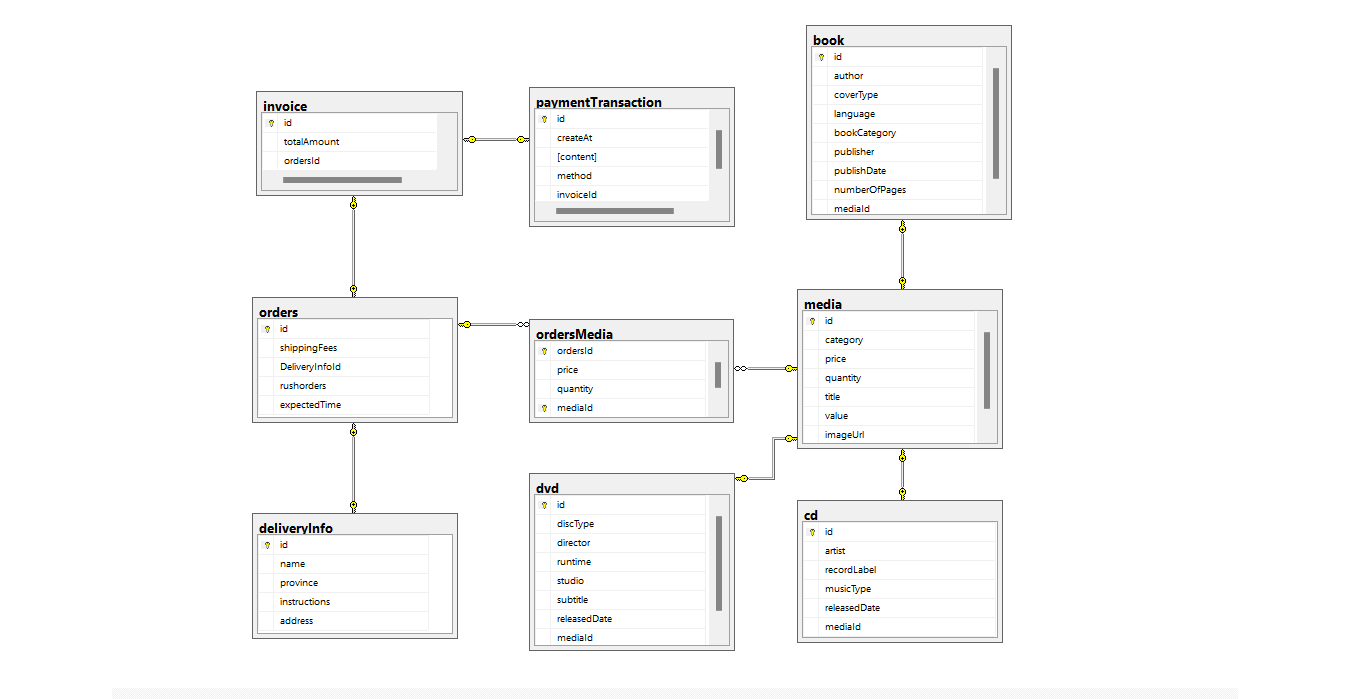 invoice
id
totalAmount
ordersId
paymentTransaction
id
createAt
[content]
method
invoiceId
book
id
author
coverType
language
bookCategory
publisher
publishDate
numberOfPages
mediaId
orders
id
shippingFees
DeliveryInfoId
rushorders
expectedTime
ordersMedia
ordersId
price
quantity
mediaId
media
id
category
price
quantity
title
value
imageUrl
deliveryInfo
id
name
province
instructions
address
dvd
id
discType
director
runtime
studio
subtitle
releasedDate
mediaId
cd
id
artist
recordLabel
musicType
releasedDate
mediaId